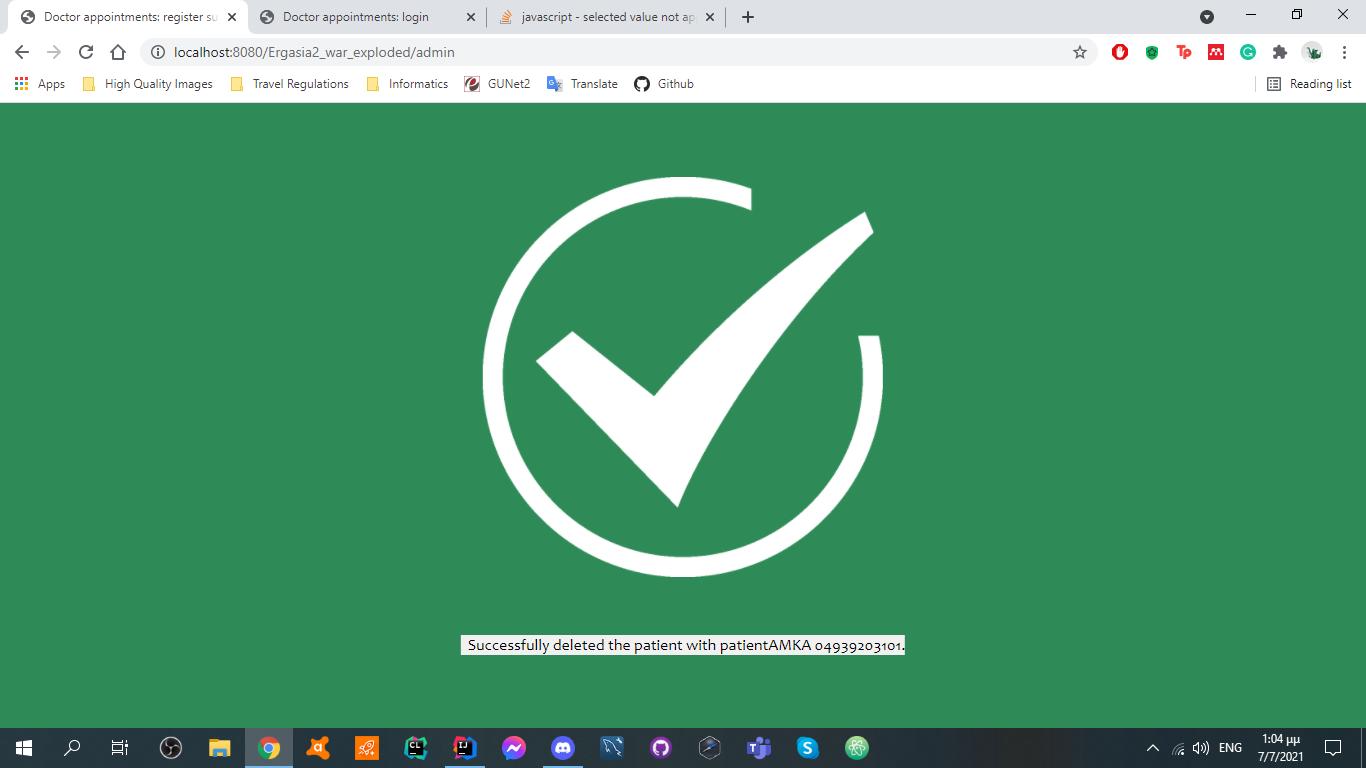 Doctor appointments: register su
Doctor appointments: login
javascript - selected value not ap
localhost:8080/Ergasia2_war_exploded/admin
Apps
High Quality Images
Travel Regulations
Informatics
GUNet2
Translate
Github
Reading list
Successfully deleted the patient with patientAMKA 04939203101.
ENG
1:04 μμ
7/7/2021